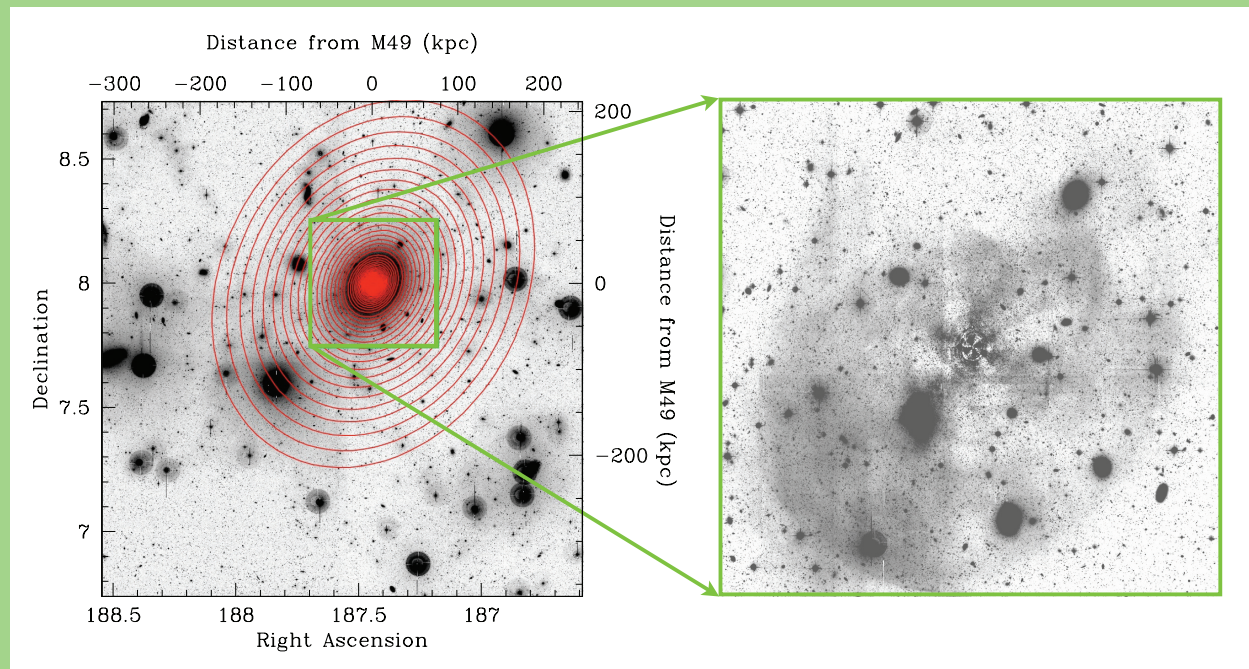 Distance from M49 (kpc)
−300 −200 −100 0 100 200
200
8.5
8
0
7.5
−200
7
Declination
Distance from M49 (kpc)
188.5 188 187.5 187
Right Ascension